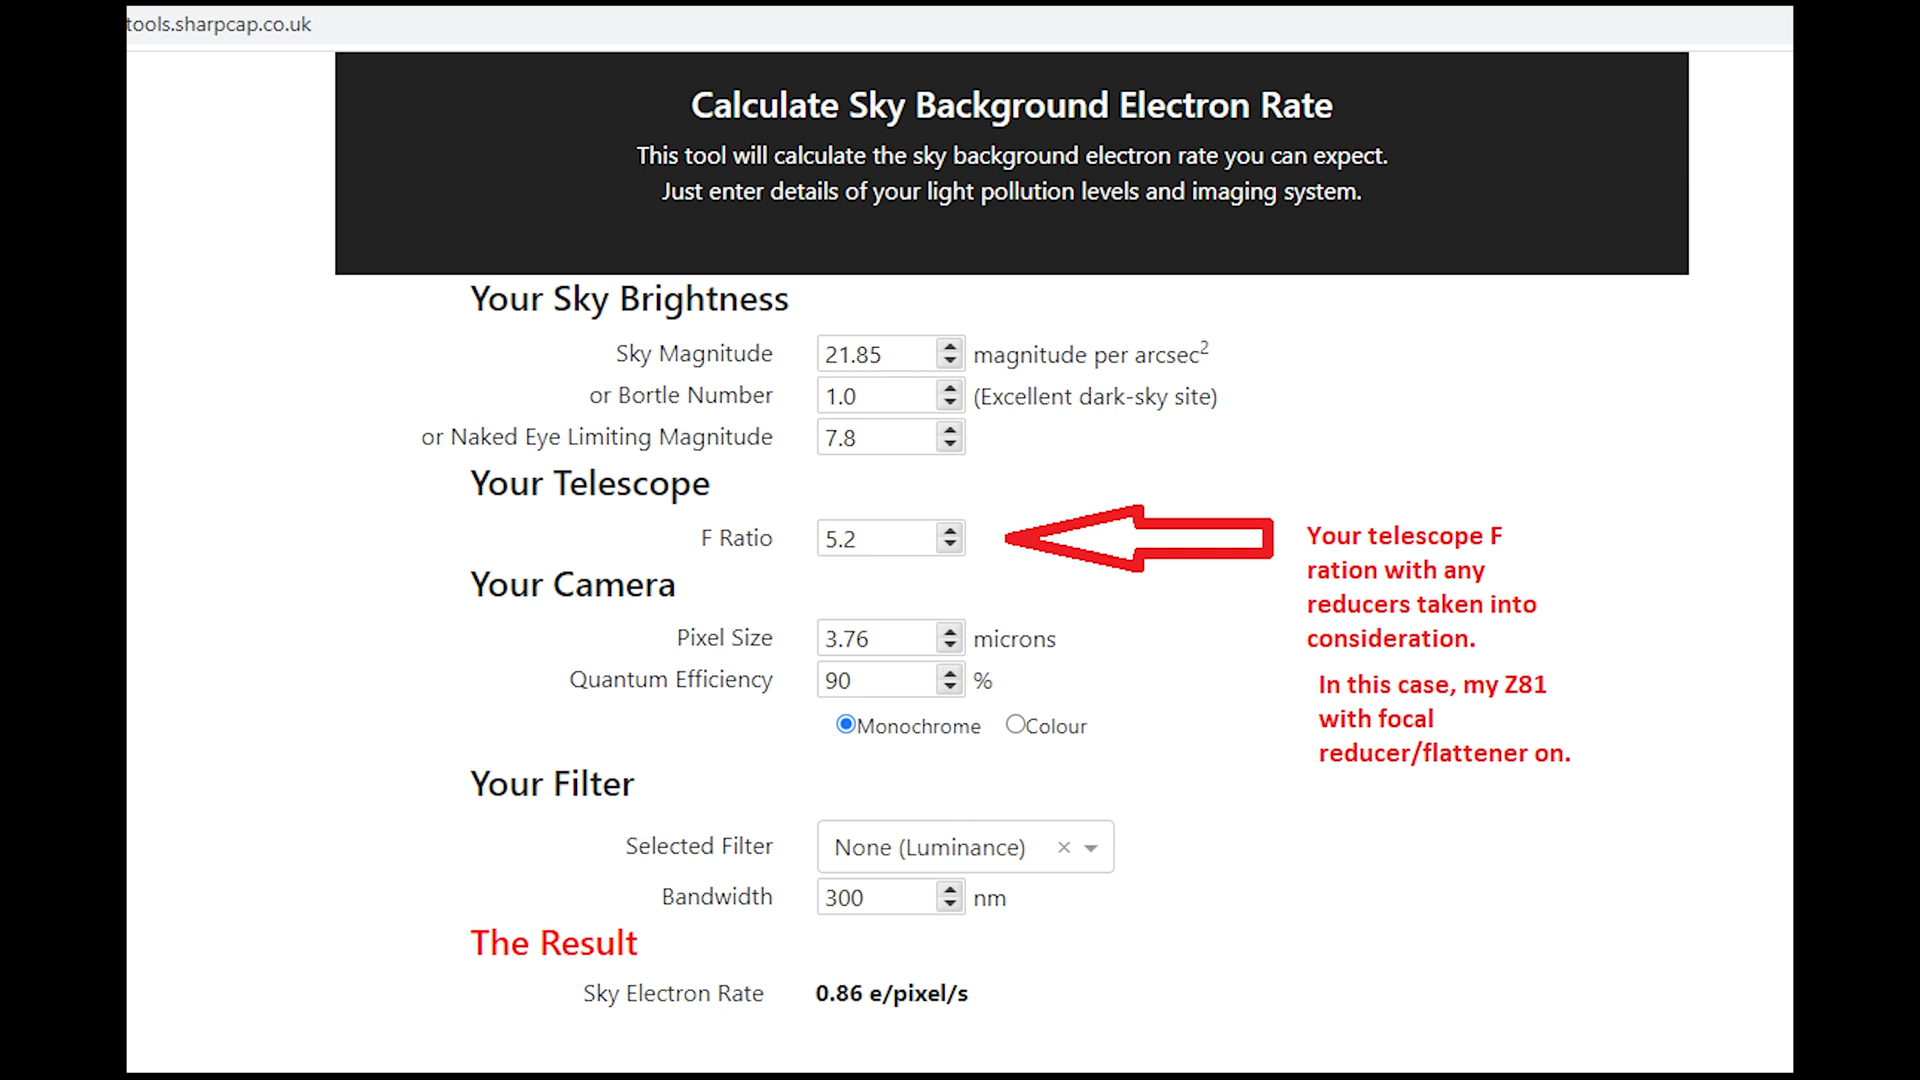 tools.sharpcap.co.uk
Calculate Sky Background Electron Rate
This tool will calculate the sky background electron rate you can expect.
Just enter details of your light pollution levels and imaging system.
Your Sky Brightness
Sky Magnitude 21.85 magnitude per arcsec²
or Bortle Number 1.0 (Excellent dark-sky site)
or Naked Eye Limiting Magnitude 7.8
Your Telescope
F Ratio 5.2
Your telescope F
ration with any
reducers taken into
consideration.
In this case, my Z81
with focal
reducer/flattener on.
Your Camera
Pixel Size 3.76 microns
Quantum Efficiency 90 %
Monochrome Colour
Your Filter
Selected Filter None (Luminance) ×
Bandwidth 300 nm
The Result
Sky Electron Rate 0.86 e/pixel/s